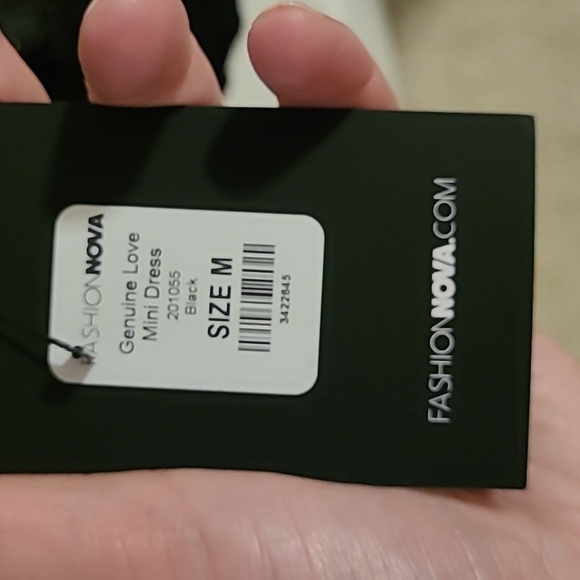 FASHIONNOVA
Genuine Love
Mini Dress
201055
Black
SIZE M
3422645
FASHIONNOVA.COM